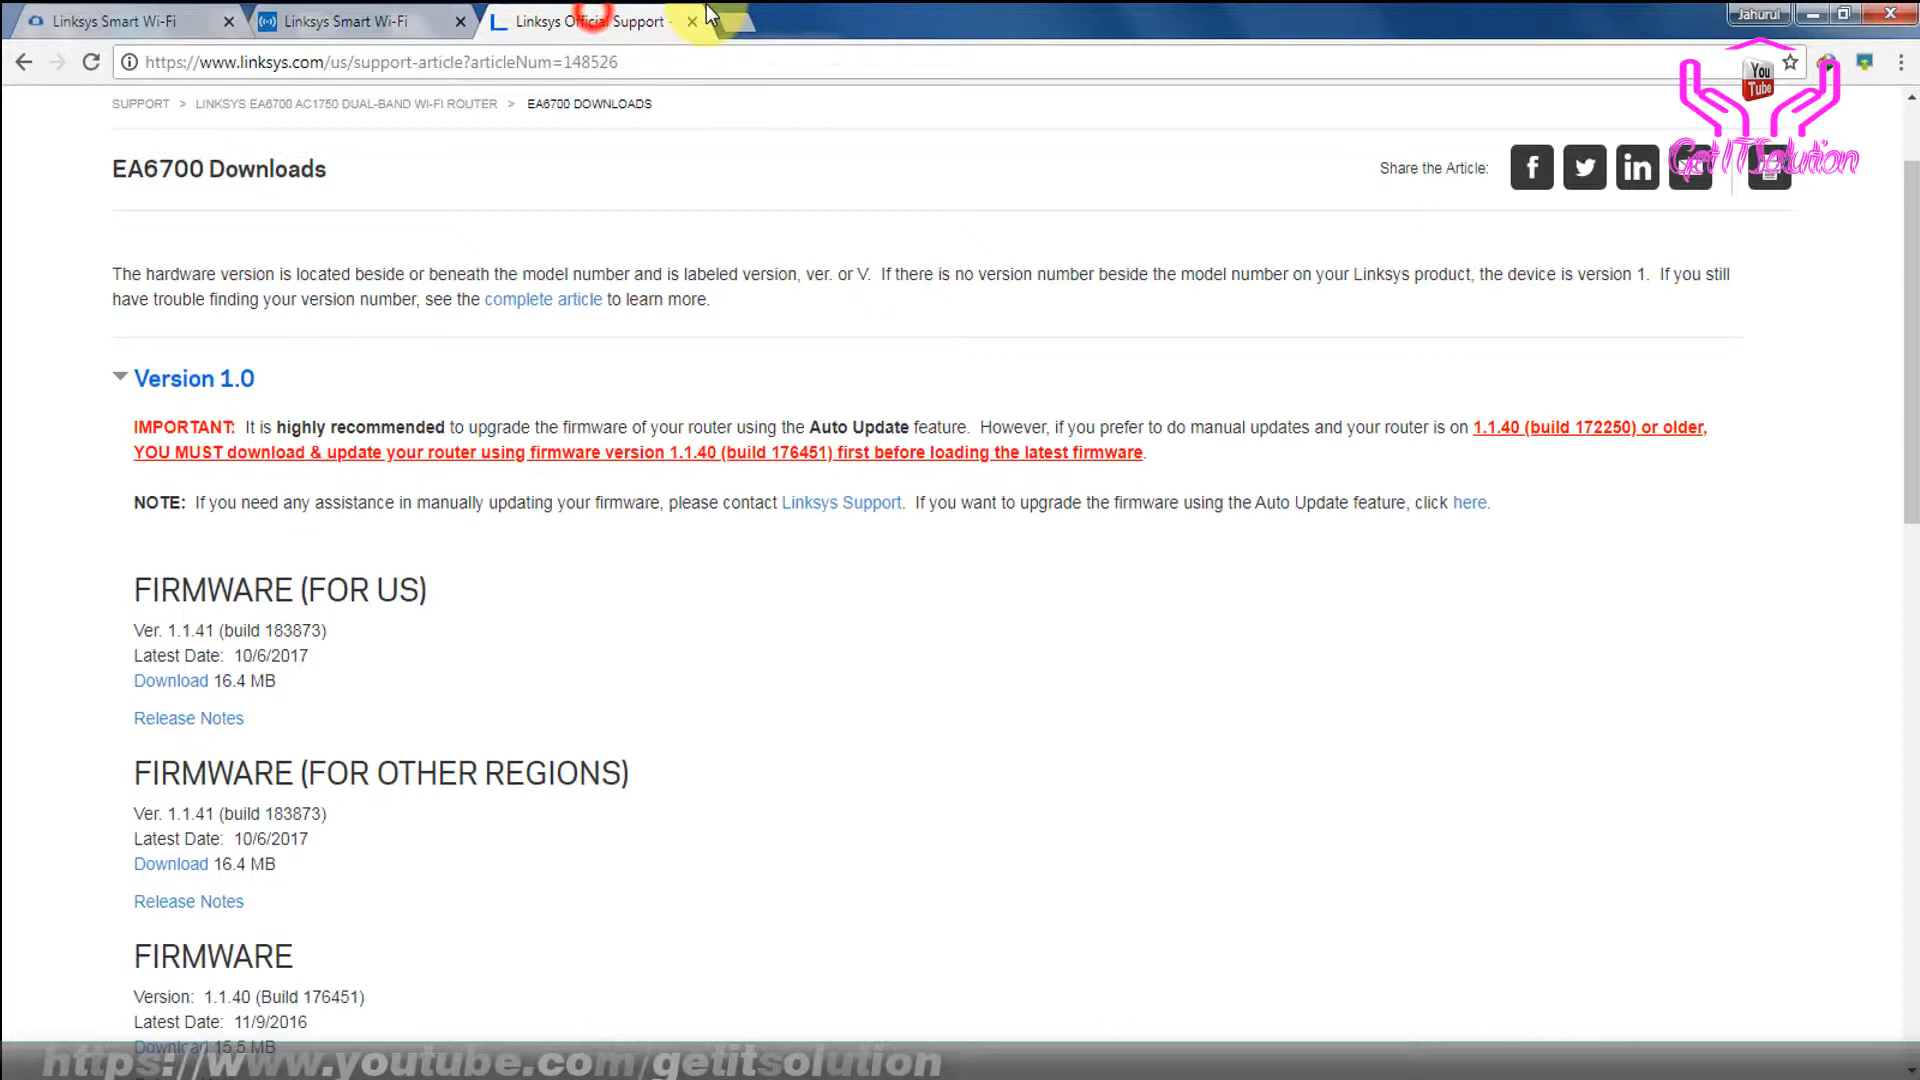 Linksys Smart Wi-Fi
Linksys Smart Wi-Fi
Linksys Official Support -
Jahurul
https://www.linksys.com/us/support-article?articleNum=148526
You
Tube
GetITSolution
SUPPORT > LINKSYS EA6700 AC1750 DUAL-BAND WI-FI ROUTER > EA6700 DOWNLOADS
EA6700 Downloads
Share the Article:
The hardware version is located beside or beneath the model number and is labeled version, ver. or V. If there is no version number beside the model number on your Linksys product, the device is version 1. If you still
have trouble finding your version number, see the complete article to learn more.
Version 1.0
IMPORTANT: It is highly recommended to upgrade the firmware of your router using the Auto Update feature. However, if you prefer to do manual updates and your router is on 1.1.40 (build 172250) or older,
YOU MUST download & update your router using firmware version 1.1.40 (build 176451) first before loading the latest firmware.
NOTE: If you need any assistance in manually updating your firmware, please contact Linksys Support. If you want to upgrade the firmware using the Auto Update feature, click here.
FIRMWARE (FOR US)
Ver. 1.1.41 (build 183873)
Latest Date: 10/6/2017
Download 16.4 MB
Release Notes
FIRMWARE (FOR OTHER REGIONS)
Ver. 1.1.41 (build 183873)
Latest Date: 10/6/2017
Download 16.4 MB
Release Notes
FIRMWARE
Version: 1.1.40 (Build 176451)
Latest Date: 11/9/2016
Download 15.5 MB
https://www.youtube.com/getitsolution